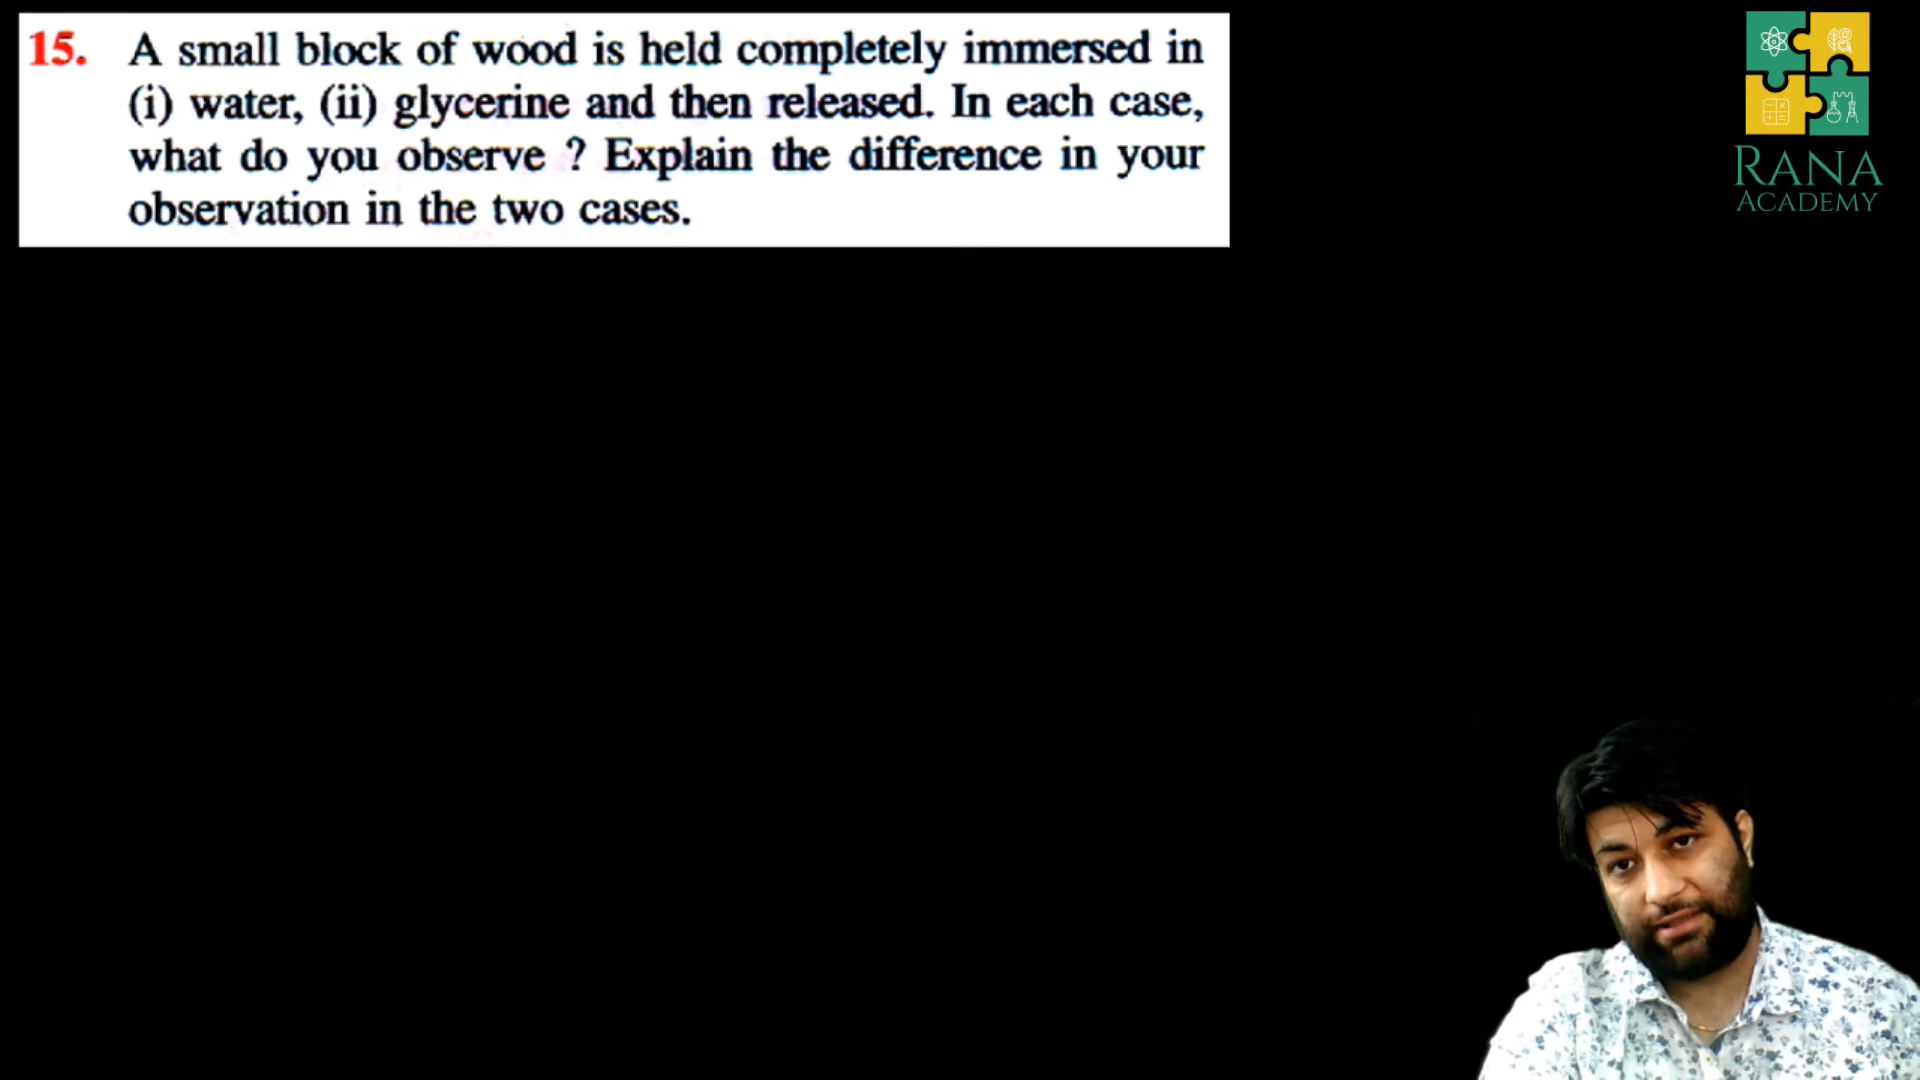 15. A small block of wood is held completely immersed in
(i) water, (ii) glycerine and then released. In each case,
what do you observe ? Explain the difference in your
observation in the two cases.
RANA
ACADEMY